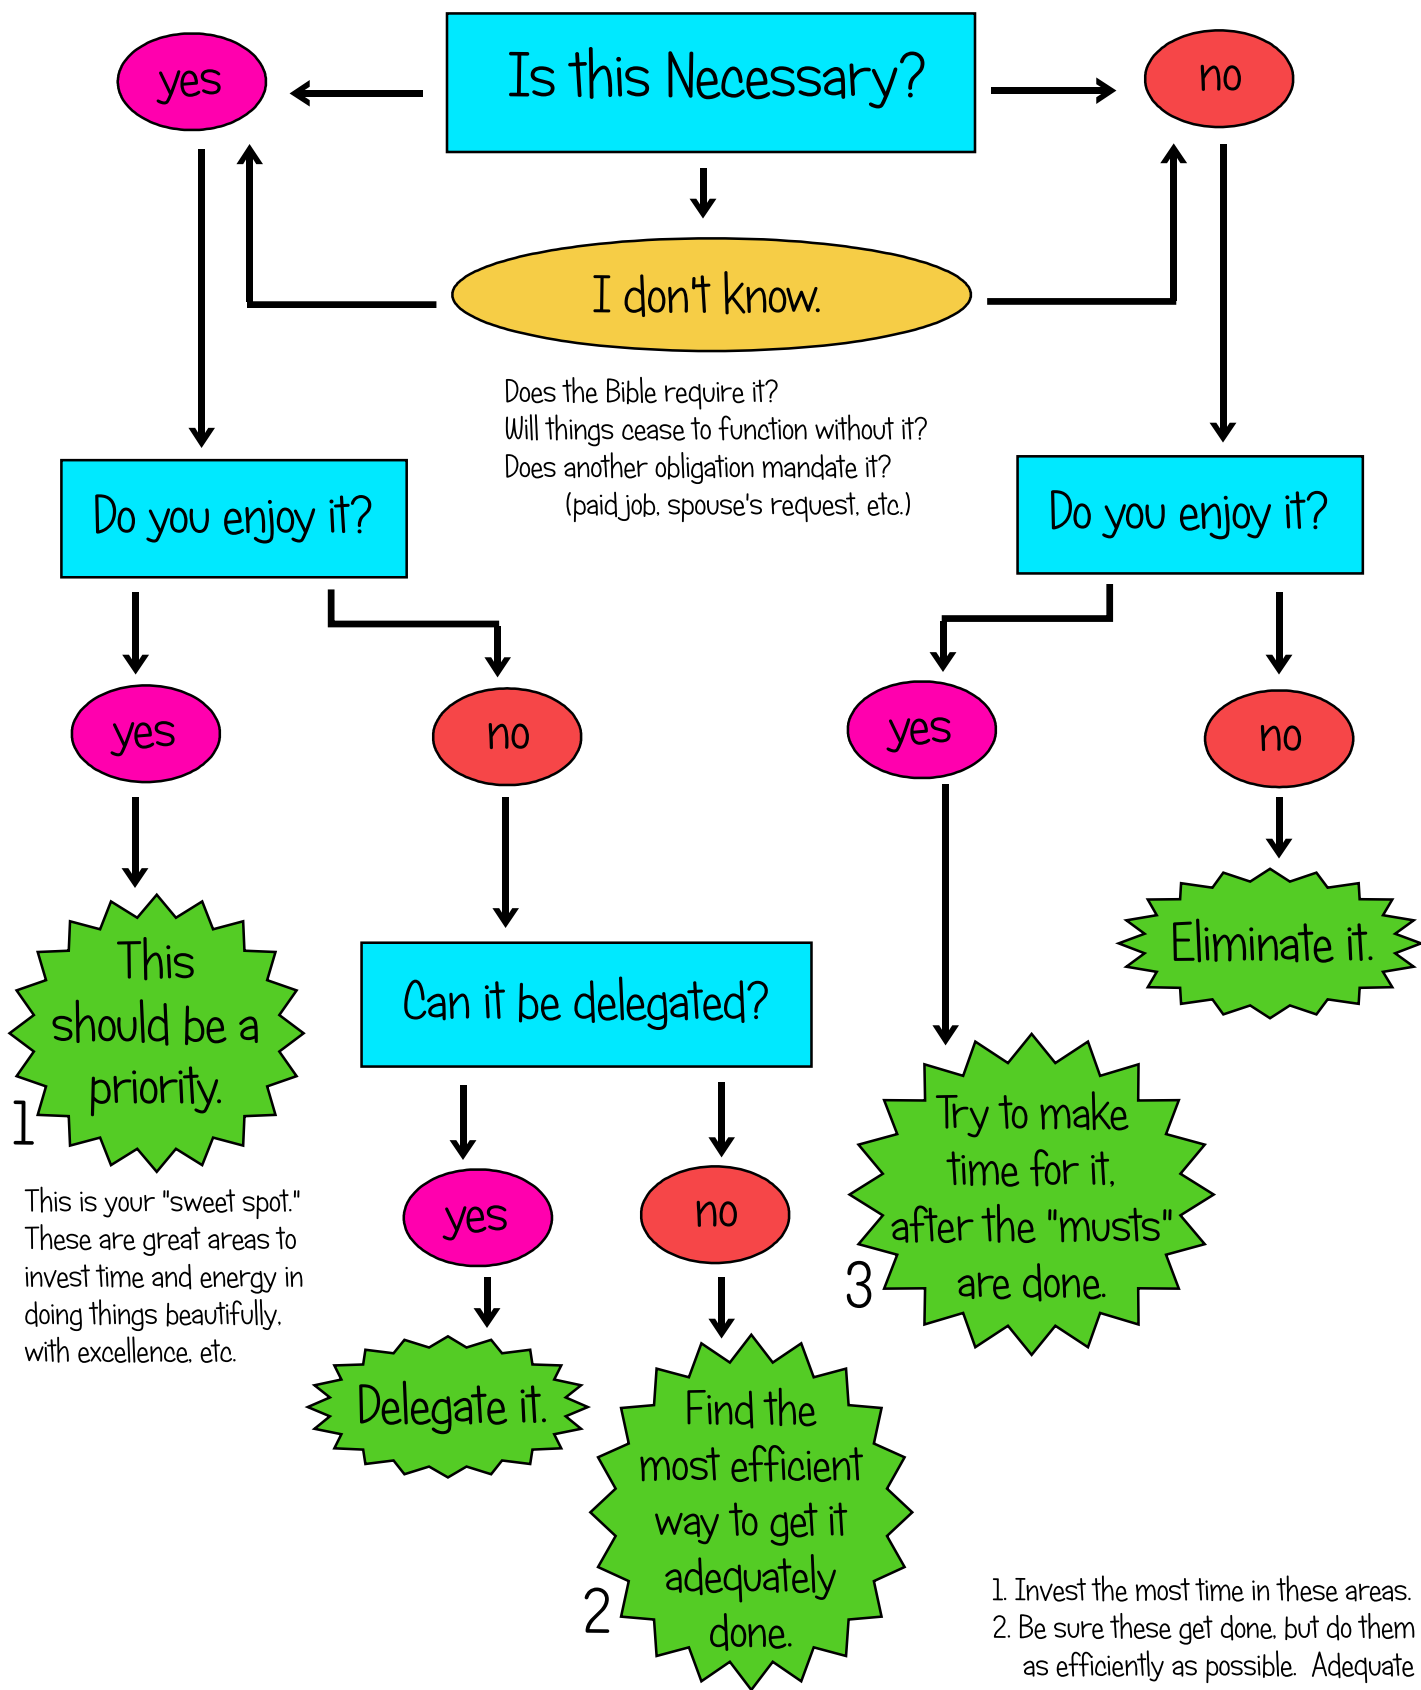 Is this Necessary?
yes
no
I don't know.
Does the Bible require it?
Will things cease to function without it?
Does another obligation mandate it?
(paid job, spouse's request, etc.)
Do you enjoy it?
Do you enjoy it?
yes
no
yes
no
This
should be a
priority.
1
This is your "sweet spot."
These are great areas to
invest time and energy in
doing things beautifully,
with excellence, etc.
Can it be delegated?
Eliminate it.
Try to make
time for it,
after the "musts"
are done.
3
yes
no
Delegate it.
Find the
most efficient
way to get it
adequately
done.
2
1. Invest the most time in these areas.
2. Be sure these get done, but do them
as efficiently as possible. Adequate